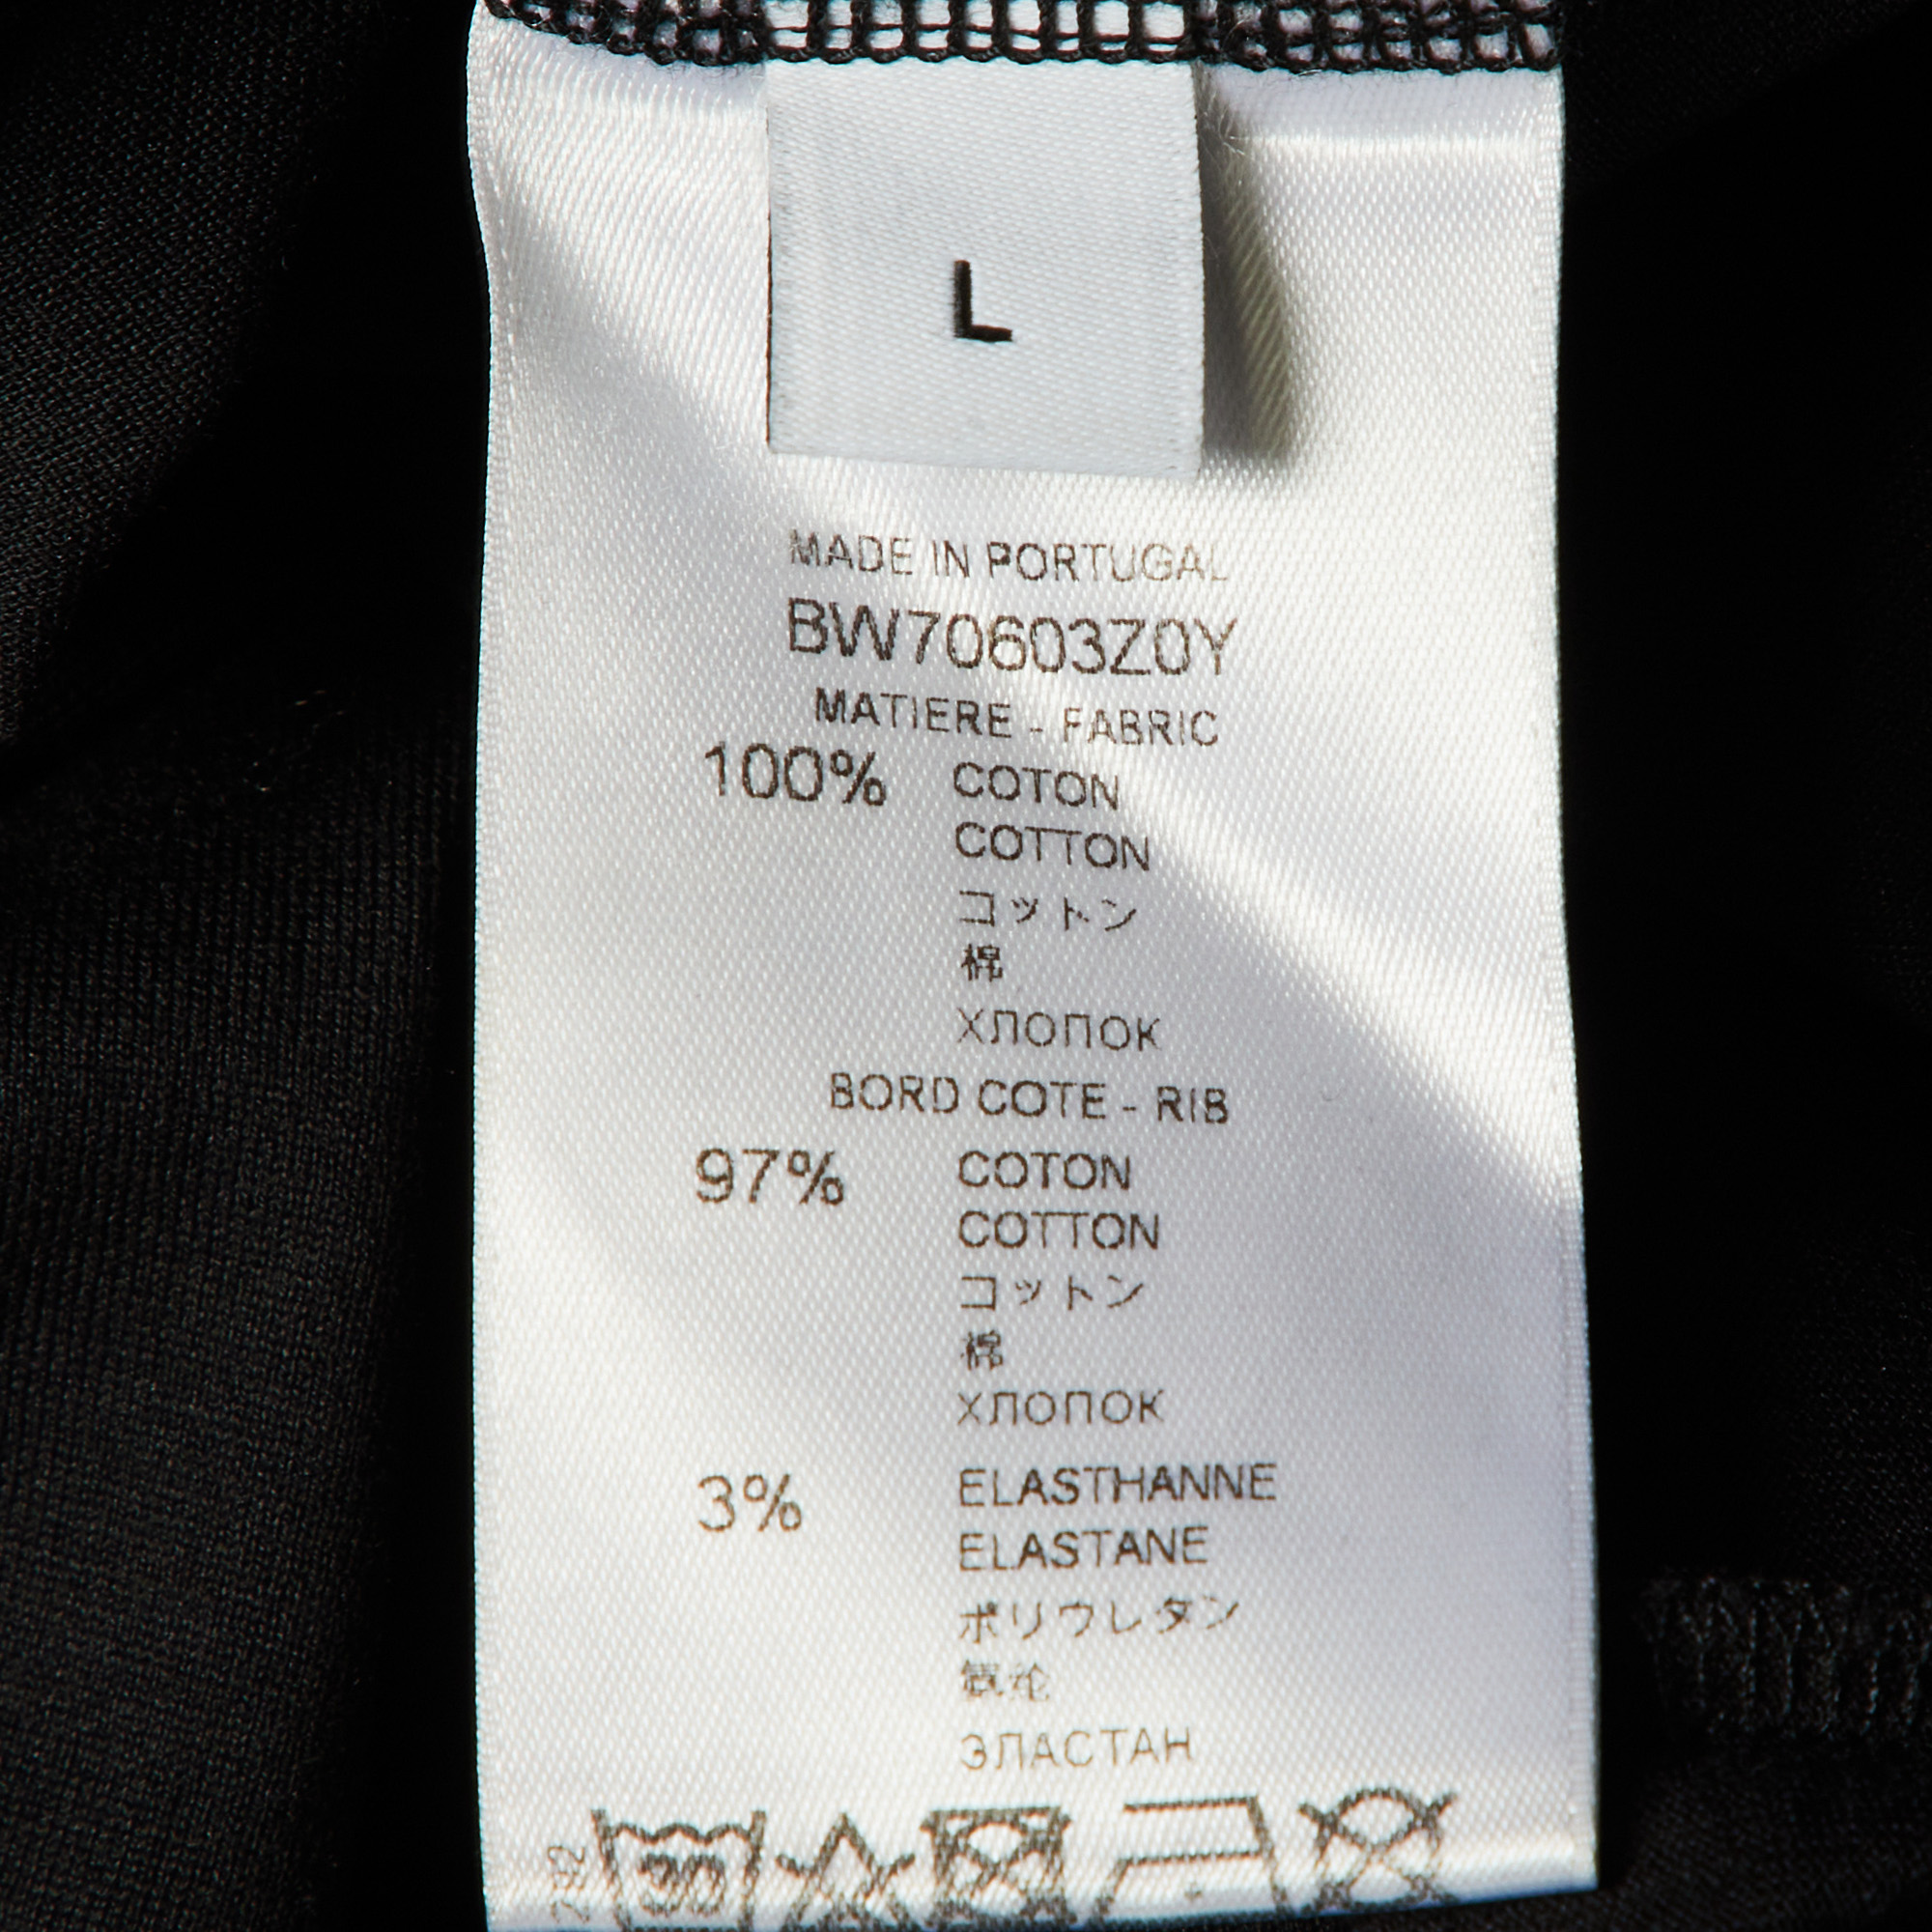 L
MADE IN PORTUGAL
BW70603Z0Y
MATIERE - FABRIC
100% COTON
COTTON
コットン
棉
ХЛОПОК
BORD COTE - RIB
97% COTON
COTTON
コットン
棉
ХЛОПОК
3% ELASTHANNE
ELASTANE
ポリウレタン
氨纶
ЭЛАСТАН
30